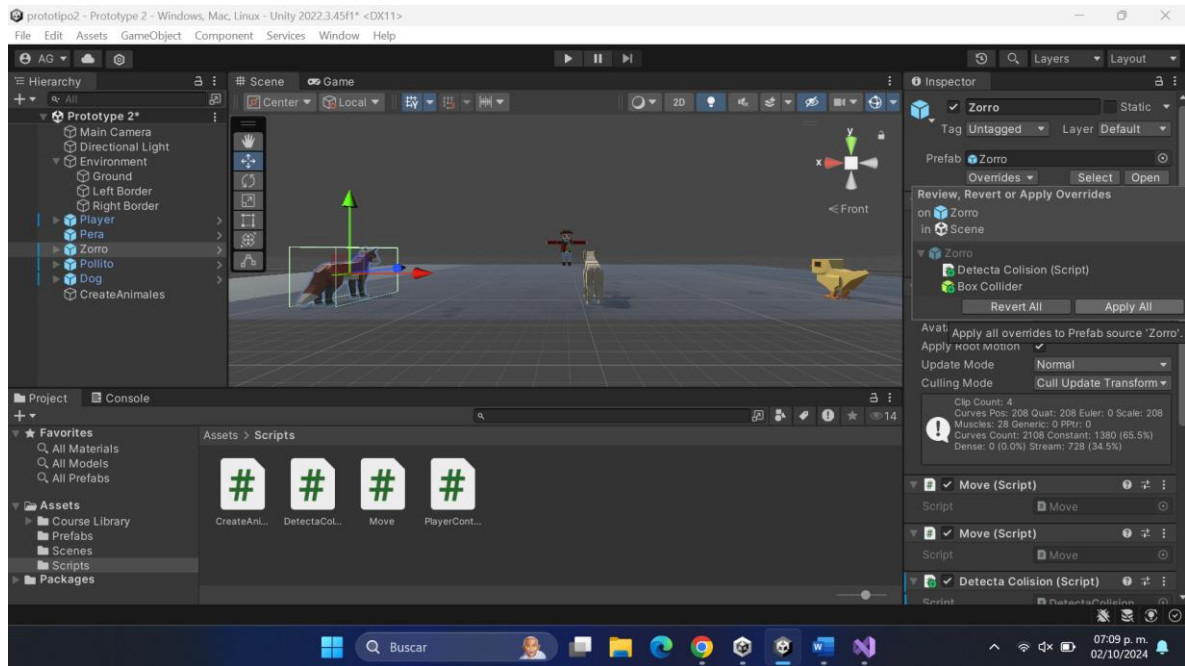 prototipo2 - Prototype 2 - Windows, Mac, Linux - Unity 2022.3.45f1* <DX11>
File Edit Assets GameObject Component Services Window Help
AG
Layers Layout
Hierarchy
All
Prototype 2*
Main Camera
Directional Light
Environment
Ground
Left Border
Right Border
Player
Pera
Zorro
Pollito
Dog
CreateAnimales
Scene Game
Center Local 2D
y
x
Front
Inspector
Zorro Static
Tag Untagged Layer Default
Prefab Zorro
Overrides Select Open
Review, Revert or Apply Overrides
on Zorro
in Scene
Zorro
Detecta Colision (Script)
Box Collider
Revert All Apply All
Apply all overrides to Prefab source 'Zorro'.
Apply Root Motion
Update Mode Normal
Culling Mode Cull Update Transform
Clip Count: 4
Curves Pos: 208 Quat: 208 Euler: 0 Scale: 208
Muscles: 28 Generic: 0 PPtr: 0
Curves Count: 2108 Constant: 1380 (65.5%)
Dense: 0 (0.0%) Stream: 728 (34.5%)
Move (Script)
Script Move
Move (Script)
Script Move
Detecta Colision (Script)
Script DetectaColision
Project Console
14
Favorites
All Materials
All Models
All Prefabs
Assets
Course Library
Prefabs
Scenes
Scripts
Packages
Assets > Scripts
CreateAni... DetectaCol... Move PlayerCont...
Buscar
07:09 p. m.
02/10/2024